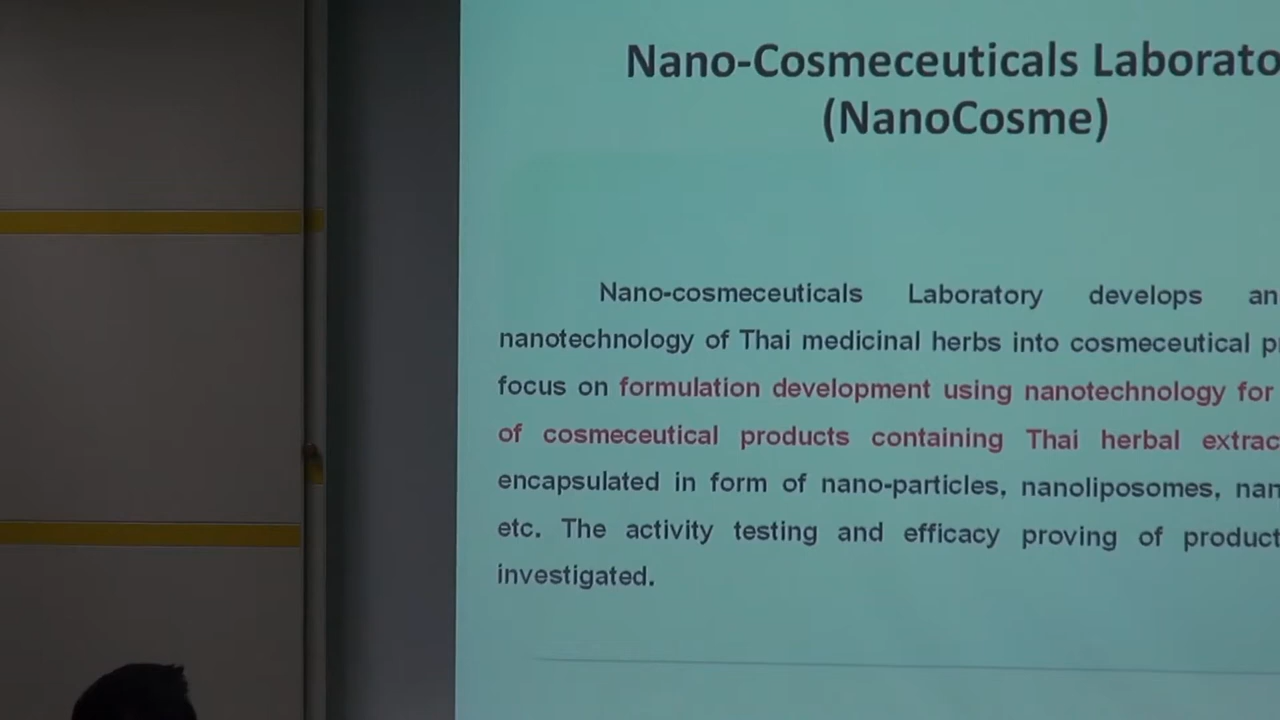 Nano-Cosmeceuticals Laborato
(NanoCosme)
Nano-cosmeceuticals Laboratory develops an
nanotechnology of Thai medicinal herbs into cosmeceutical p
focus on formulation development using nanotechnology for
of cosmeceutical products containing Thai herbal extrac
encapsulated in form of nano-particles, nanoliposomes, nan
etc. The activity testing and efficacy proving of product
investigated.